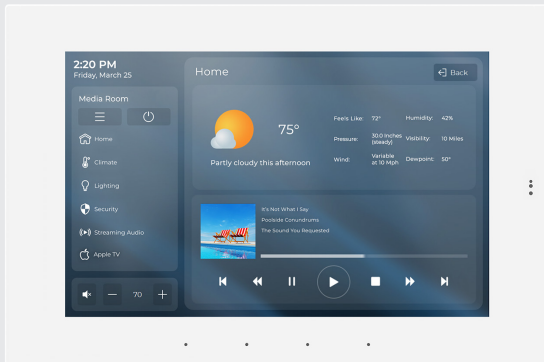 2:20 PM
Friday, March 25
Media Room
Home
Climate
Lighting
Security
Streaming Audio
Apple TV
70
Home
Back
75°
Partly cloudy this afternoon
Feels Like: 72° Humidity: 42%
Pressure: 30.0 Inches (steady) Visibility: 10 Miles
Wind: Variable at 10 Mph Dewpoint: 50°
It's Not What I Say
Poolside Conundrums
The Sound You Requested